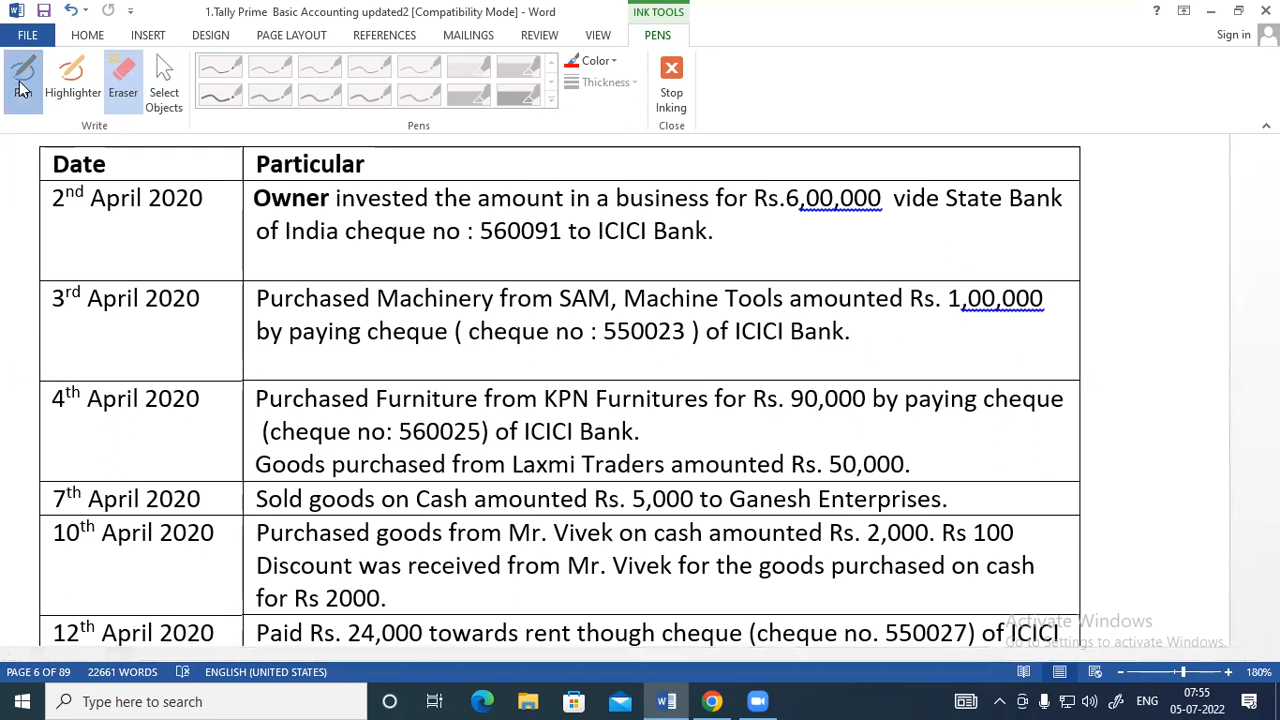 1.Tally Prime Basic Accounting updated2 [Compatibility Mode] - Word
INK TOOLS
FILE HOME INSERT DESIGN PAGE LAYOUT REFERENCES MAILINGS REVIEW VIEW PENS
Sign in
Pen
Highlighter
Eraser
Select
Objects
Color
Thickness
Stop
Inking
Write
Pens
Close
Date Particular
2nd April 2020 Owner invested the amount in a business for Rs.6,00,000 vide State Bank
of India cheque no : 560091 to ICICI Bank.
3rd April 2020 Purchased Machinery from SAM, Machine Tools amounted Rs. 1,00,000
by paying cheque ( cheque no : 550023 ) of ICICI Bank.
4th April 2020 Purchased Furniture from KPN Furnitures for Rs. 90,000 by paying cheque
(cheque no: 560025) of ICICI Bank.
Goods purchased from Laxmi Traders amounted Rs. 50,000.
7th April 2020 Sold goods on Cash amounted Rs. 5,000 to Ganesh Enterprises.
10th April 2020 Purchased goods from Mr. Vivek on cash amounted Rs. 2,000. Rs 100
Discount was received from Mr. Vivek for the goods purchased on cash
for Rs 2000.
12th April 2020 Paid Rs. 24,000 towards rent though cheque (cheque no. 550027) of ICICI
Activate Windows
Go to Settings to activate Windows.
PAGE 6 OF 89 22661 WORDS ENGLISH (UNITED STATES) 180%
Type here to search
ENG
07:55
05-07-2022